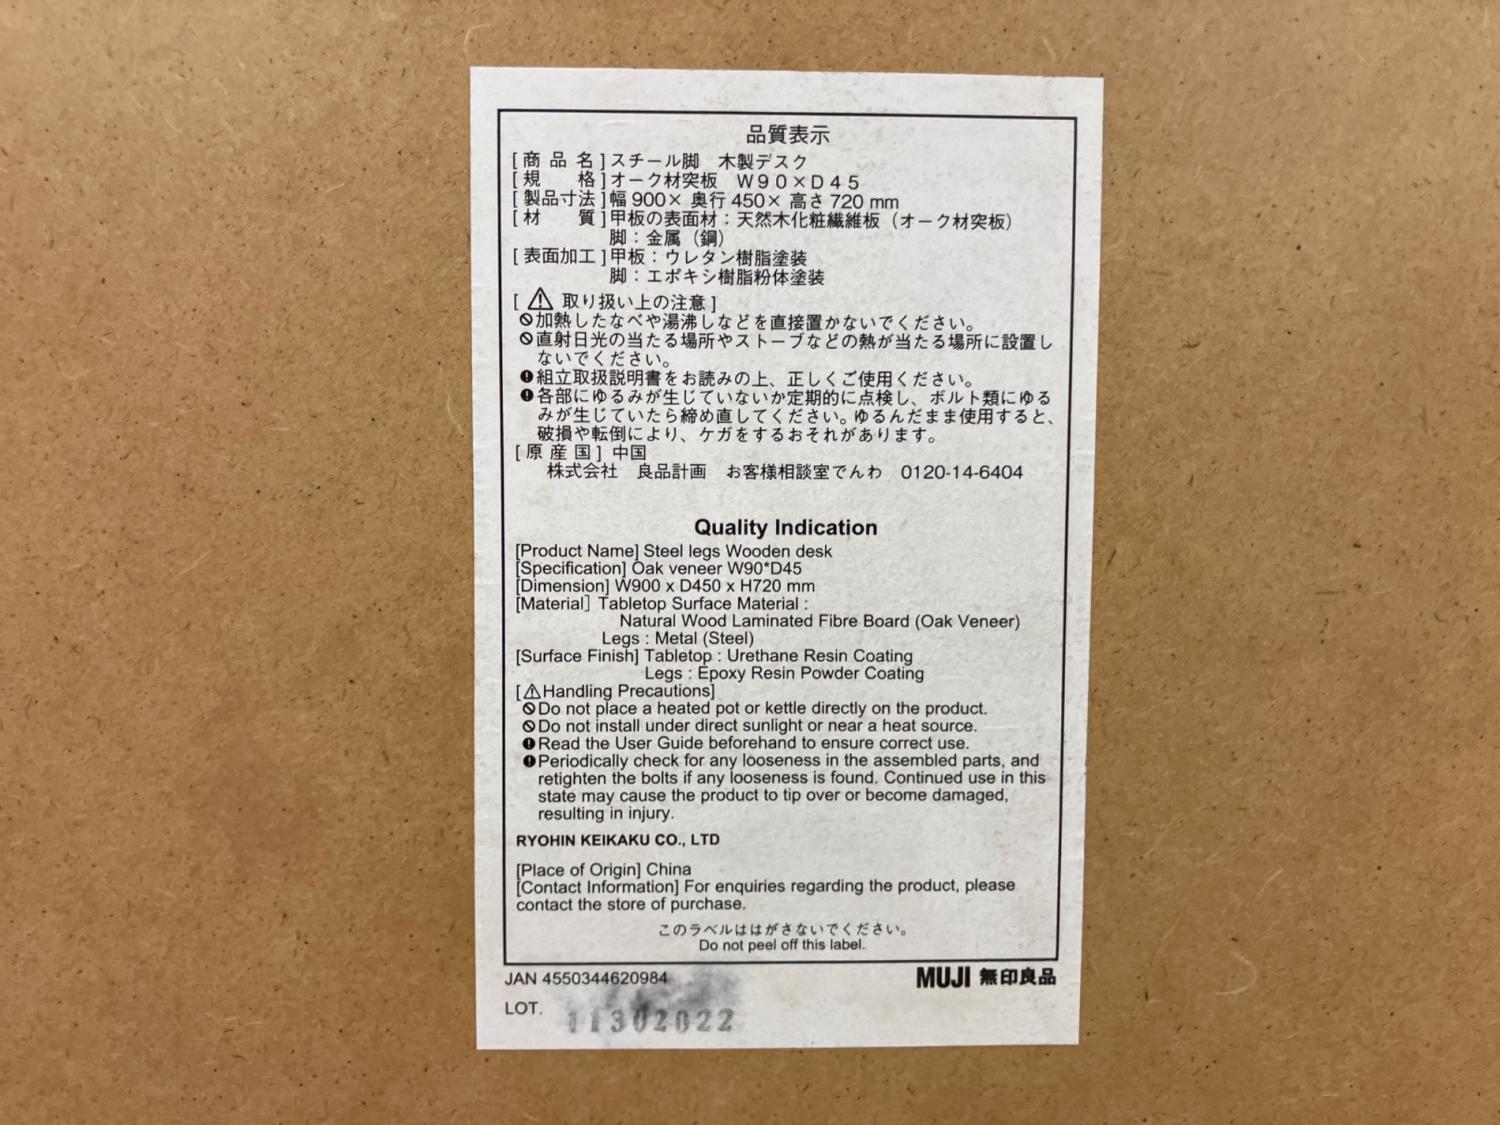 品質表示
[商 品 名]スチール脚　木製デスク
[規　　格]オーク材突板　W90×D45
[製品寸法]幅 900× 奥行 450× 高さ 720 mm
[材　　質]甲板の表面材：天然木化粧繊維板（オーク材突板）
脚：金属（鋼）
[表面加工]甲板：ウレタン樹脂塗装
脚：エポキシ樹脂粉体塗装
[⚠ 取り扱い上の注意]
加熱したなべや湯沸しなどを直接置かないでください。
直射日光の当たる場所やストーブなどの熱が当たる場所に設置し
ないでください。
組立取扱説明書をお読みの上、正しくご使用ください。
各部にゆるみが生じていないか定期的に点検し、ボルト類にゆる
みが生じていたら締め直してください。ゆるんだまま使用すると、
破損や転倒により、ケガをするおそれがあります。
[原 産 国] 中国
株式会社　良品計画　お客様相談室でんわ　0120-14-6404
Quality Indication
[Product Name] Steel legs Wooden desk
[Specification] Oak veneer W90*D45
[Dimension] W900 x D450 x H720 mm
[Material］Tabletop Surface Material :
Natural Wood Laminated Fibre Board (Oak Veneer)
Legs : Metal (Steel)
[Surface Finish] Tabletop : Urethane Resin Coating
Legs : Epoxy Resin Powder Coating
[⚠Handling Precautions]
Do not place a heated pot or kettle directly on the product.
Do not install under direct sunlight or near a heat source.
Read the User Guide beforehand to ensure correct use.
Periodically check for any looseness in the assembled parts, and
retighten the bolts if any looseness is found. Continued use in this
state may cause the product to tip over or become damaged,
resulting in injury.
RYOHIN KEIKAKU CO., LTD
[Place of Origin] China
[Contact Information] For enquiries regarding the product, please
contact the store of purchase.
このラベルははがさないでください。
Do not peel off this label.
JAN 4550344620984 MUJI 無印良品
LOT. 11302022